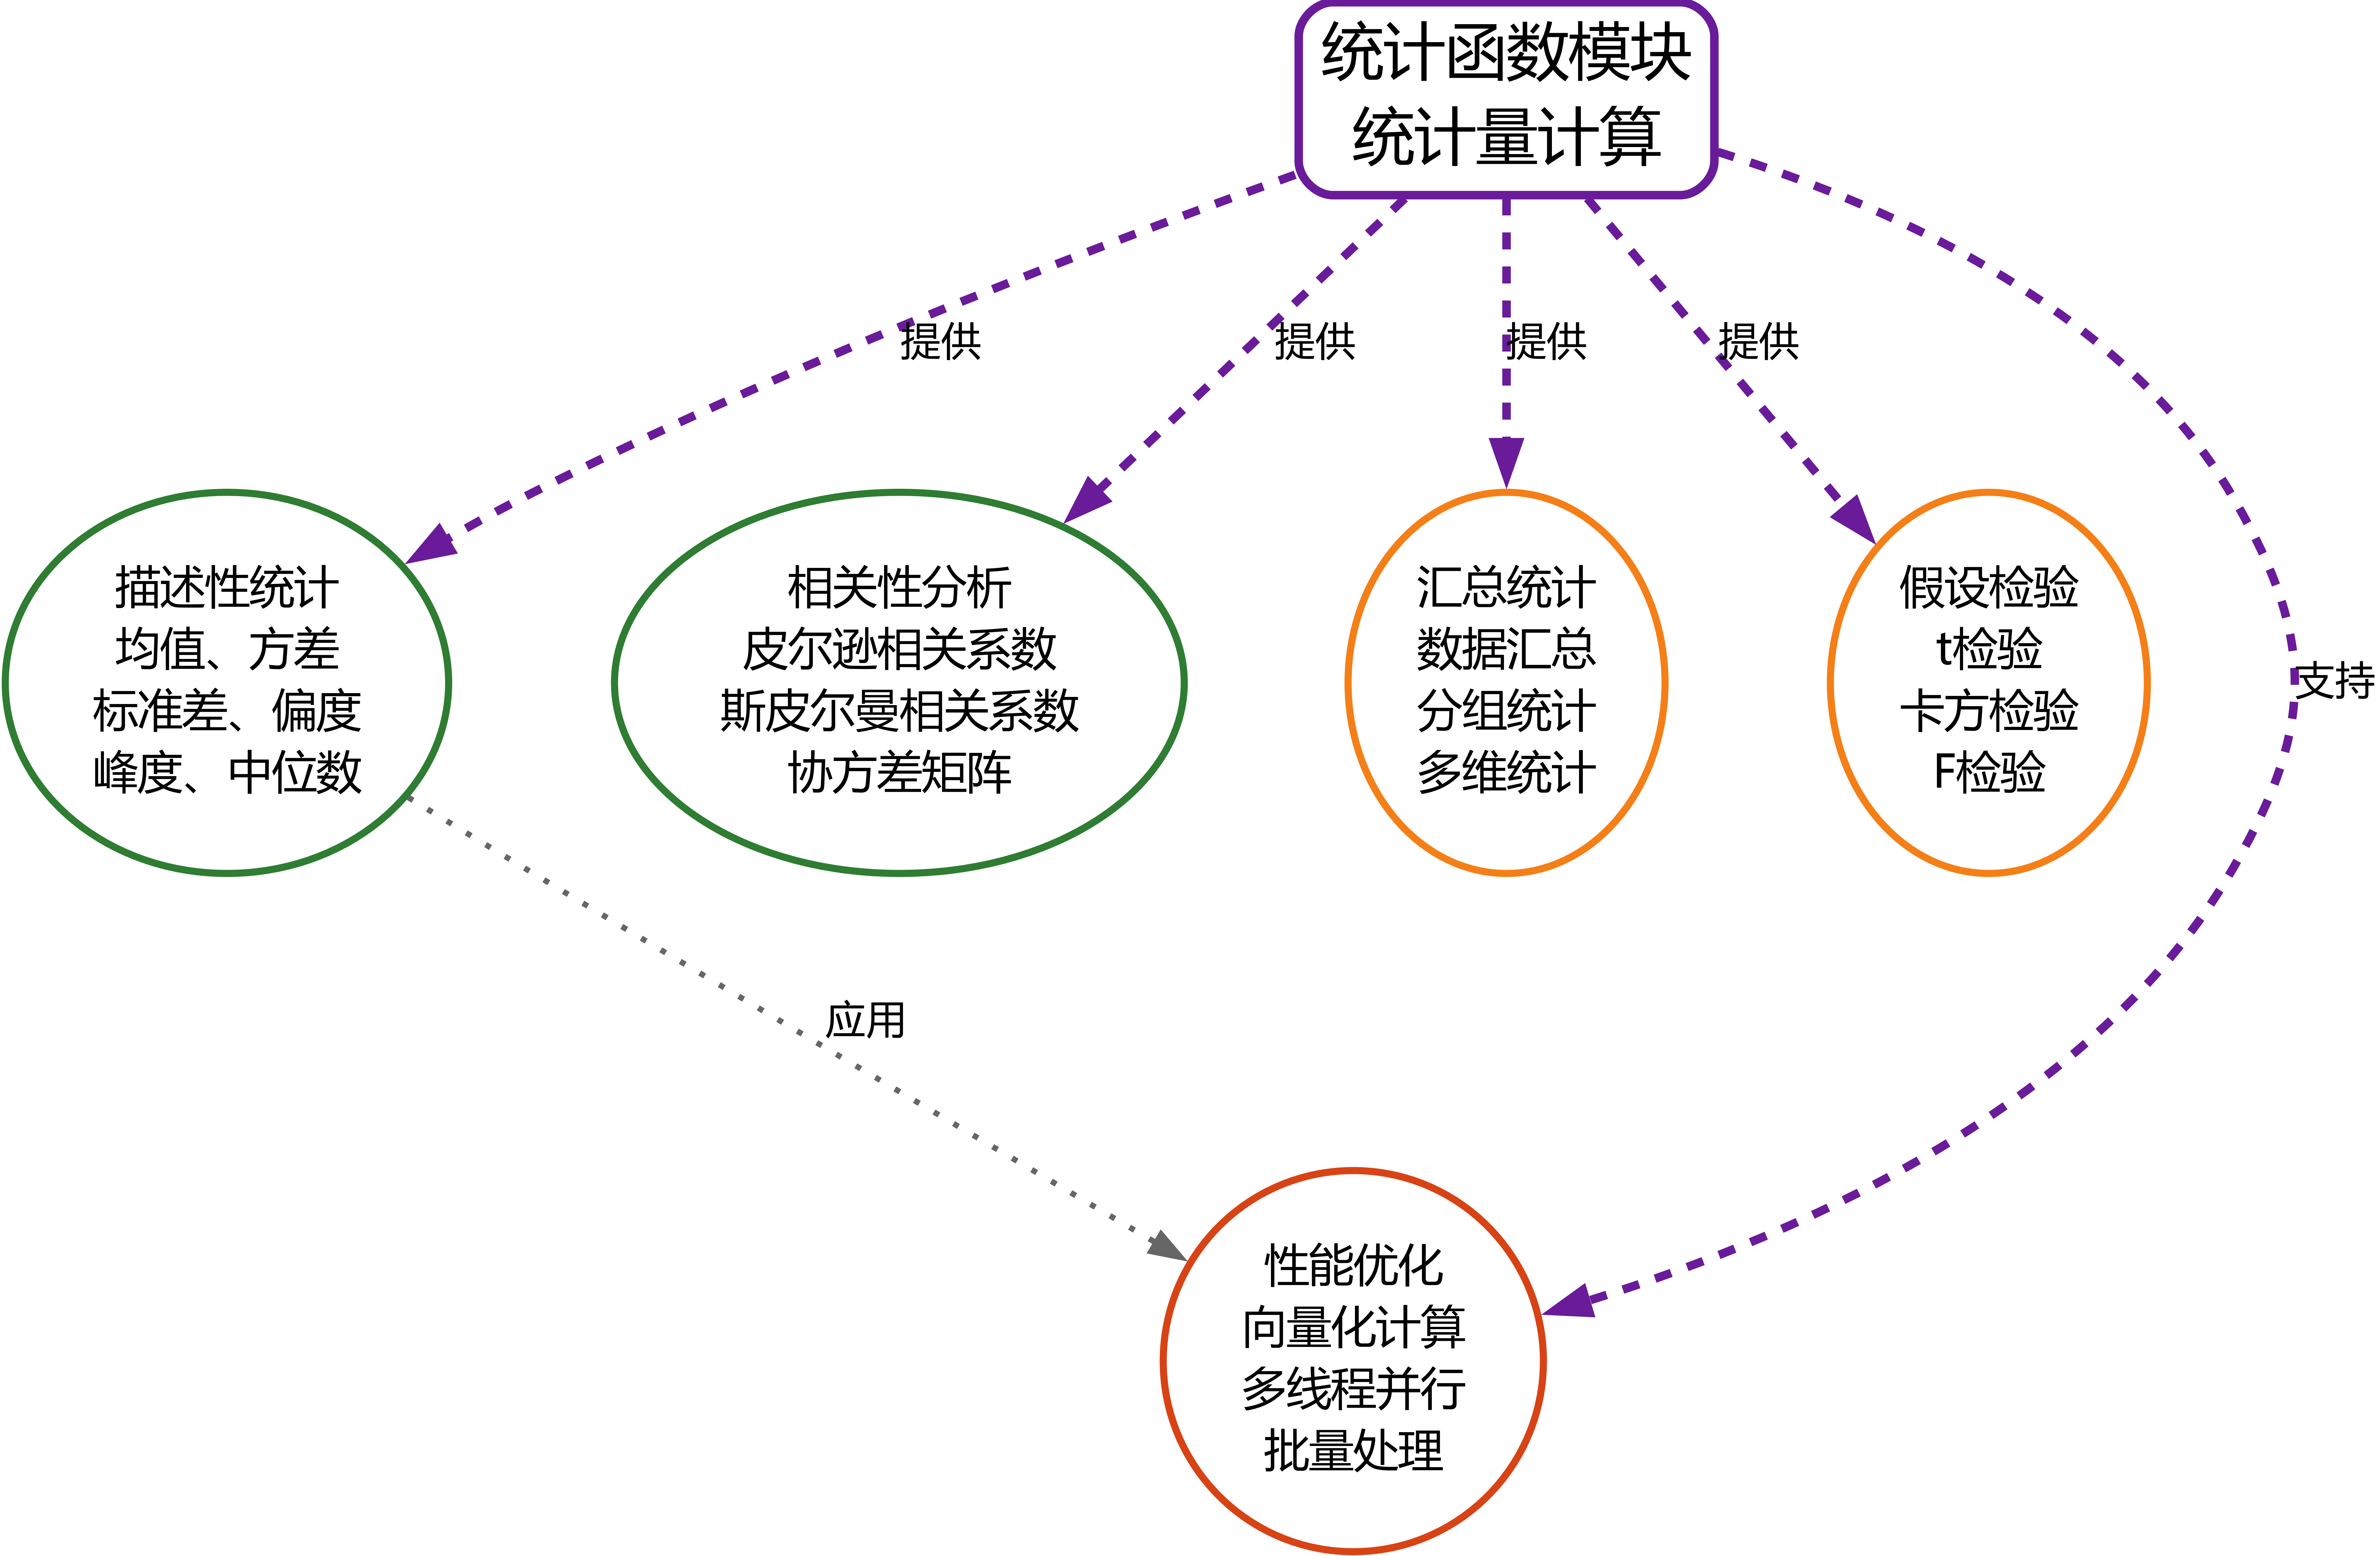 统计函数模块
统计量计算
提供
提供
提供
提供
描述性统计
均值、方差
标准差、偏度
峰度、中位数
相关性分析
皮尔逊相关系数
斯皮尔曼相关系数
协方差矩阵
汇总统计
数据汇总
分组统计
多维统计
假设检验
t检验
卡方检验
F检验
支持
应用
性能优化
向量化计算
多线程并行
批量处理